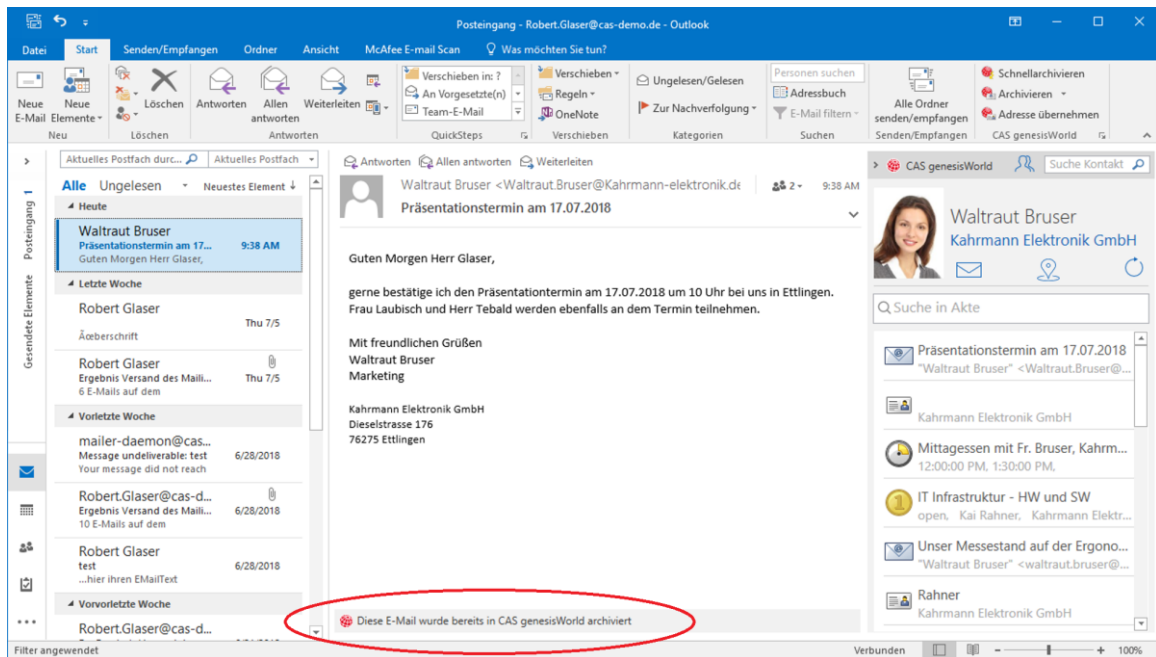 Posteingang - Robert.Glaser@cas-demo.de - Outlook
Datei Start Senden/Empfangen Ordner Ansicht McAfee E-mail Scan Was möchten Sie tun?
Neue E-Mail
Neue Elemente
Neu
Löschen
Löschen
Antworten
Allen antworten
Weiterleiten
Antworten
Verschieben in: ?
An Vorgesetzte(n)
Team-E-Mail
QuickSteps
Verschieben
Regeln
OneNote
Verschieben
Ungelesen/Gelesen
Zur Nachverfolgung
Kategorien
Personen suchen
Adressbuch
E-Mail filtern
Suchen
Alle Ordner senden/empfangen
Senden/Empfangen
Schnellarchivieren
Archivieren
Adresse übernehmen
CAS genesisWorld
Posteingang 1
Gesendete Elemente
Aktuelles Postfach durc... Aktuelles Postfach
Alle Ungelesen Neuestes Element
Heute
Waltraut Bruser
Präsentationstermin am 17... 9:38 AM
Guten Morgen Herr Glaser,
Letzte Woche
Robert Glaser
Thu 7/5
Äœberschrift
Robert Glaser
Ergebnis Versand des Maili... Thu 7/5
6 E-Mails auf dem
Vorletzte Woche
mailer-daemon@cas...
Message undeliverable: test 6/28/2018
Your message did not reach
Robert.Glaser@cas-d...
Ergebnis Versand des Maili... 6/28/2018
10 E-Mails auf dem
Robert Glaser
test 6/28/2018
...hier ihren EMailText
Vorvorletzte Woche
Robert.Glaser@cas-d...
Antworten Allen antworten Weiterleiten
Waltraut Bruser <Waltraut.Bruser@Kahrmann-elektronik.de 2 9:38 AM
Präsentationstermin am 17.07.2018
Guten Morgen Herr Glaser,
gerne bestätige ich den Präsentationtermin am 17.07.2018 um 10 Uhr bei uns in Ettlingen.
Frau Laubisch und Herr Tebald werden ebenfalls an dem Termin teilnehmen.
Mit freundlichen Grüßen
Waltraut Bruser
Marketing
Kahrmann Elektronik GmbH
Dieselstrasse 176
76275 Ettlingen
Diese E-Mail wurde bereits in CAS genesisWorld archiviert
CAS genesisWorld Suche Kontakt
Waltraut Bruser
Kahrmann Elektronik GmbH
Suche in Akte
Präsentationstermin am 17.07.2018
"Waltraut Bruser" <Waltraut.Bruser@...
Kahrmann Elektronik GmbH
Mittagessen mit Fr. Bruser, Kahrm...
12:00:00 PM, 1:30:00 PM,
IT Infrastruktur - HW und SW
open, Kai Rahner, Kahrmann Elektr...
Unser Messestand auf der Ergono...
"Waltraut Bruser" <waltraut.bruser@...
Rahner
Kahrmann Elektronik GmbH
Filter angewendet Verbunden 100%